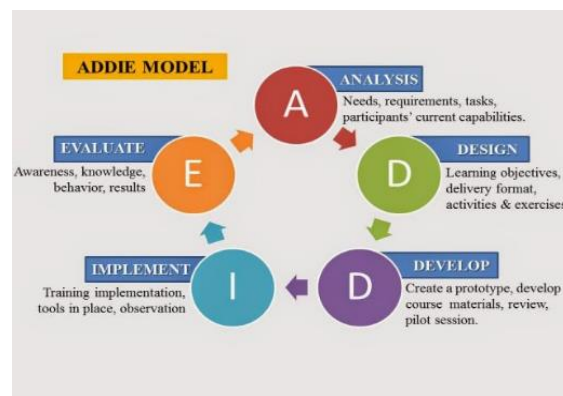 ADDIE MODEL
A
ANALYSIS
Needs, requirements, tasks,
participants' current capabilities.
D
DESIGN
Learning objectives,
delivery format,
activities & exercises
D
DEVELOP
Create a prototype, develop
course materials, review,
pilot session.
I
IMPLEMENT
Training implementation,
tools in place, observation
E
EVALUATE
Awareness, knowledge,
behavior, results